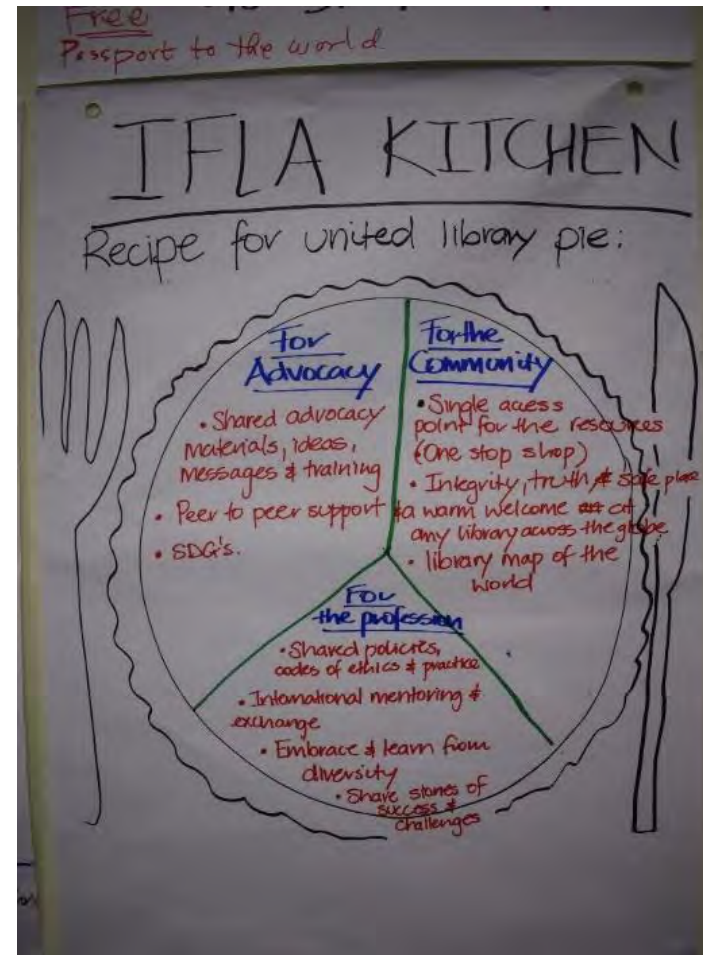 Free
Passport to the world
IFLA KITCHEN
Recipe for united library pie:
For
Advocacy
• Shared advocacy
materials, ideas,
messages & training
• Peer to peer support
• SDG's.
For the
Community
• Single acess
point for the resources
(One stop shop)
• Integrity, truth, & safe place
& a warm welcome at
any library across the globe
• library map of the
world
For
the profession
• Shared policies,
codes of ethics & practice
• International mentoring &
exchange
• Embrace & learn from
diversity
• Share stories of
success &
challenges